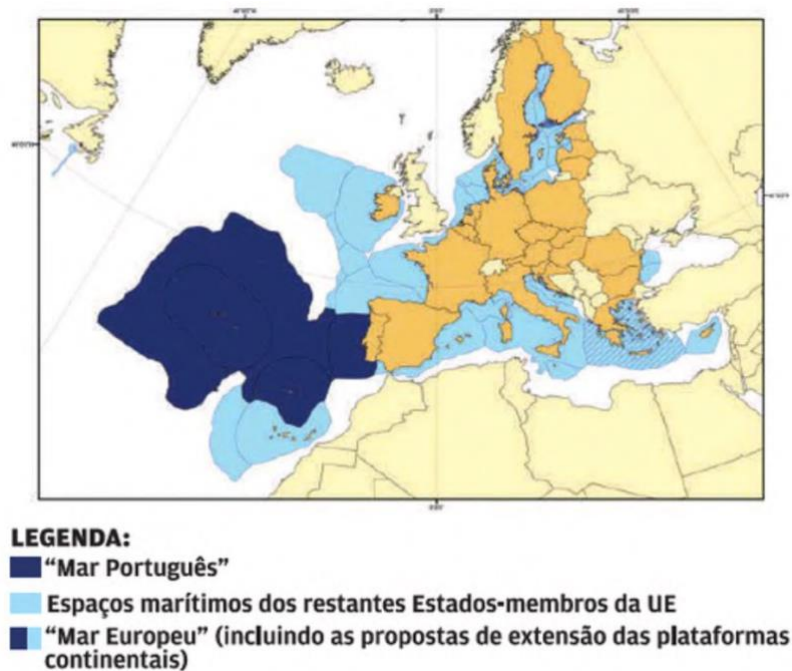 LEGENDA:
"Mar Português"
Espaços marítimos dos restantes Estados-membros da UE
"Mar Europeu" (incluindo as propostas de extensão das plataformas
continentais)